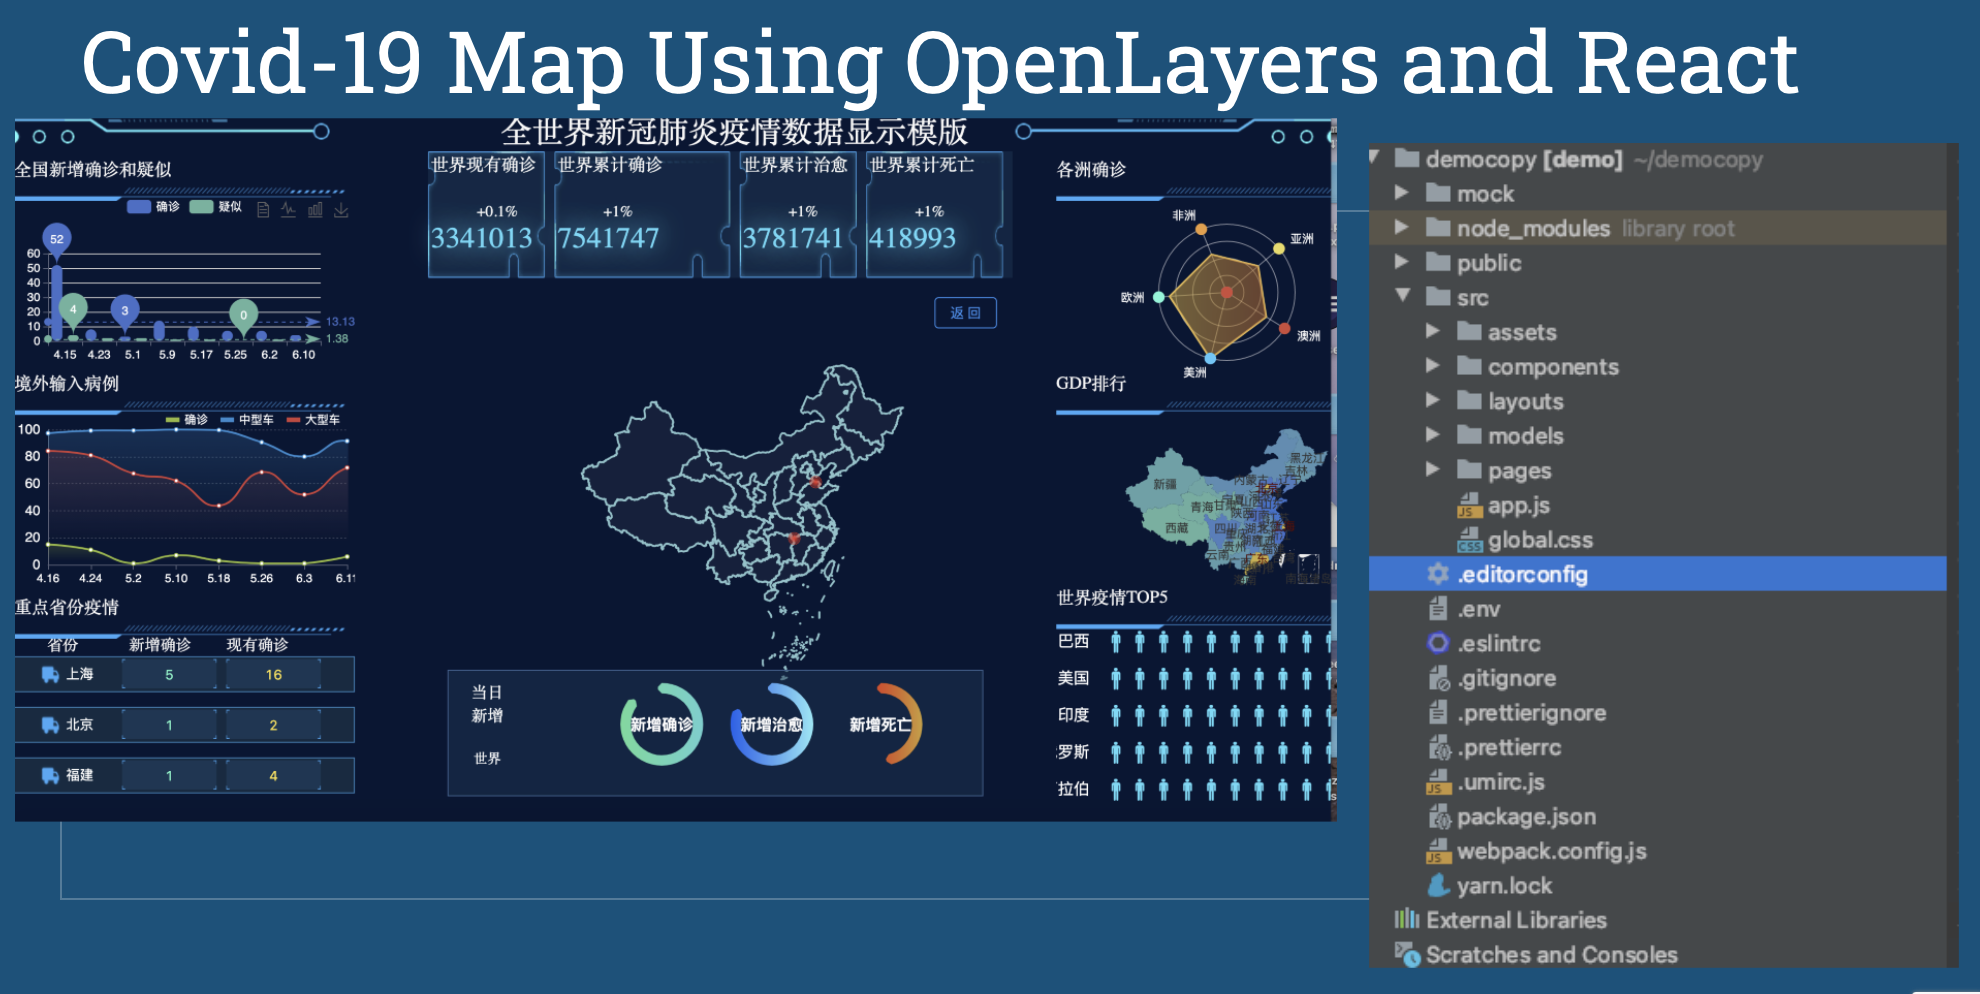 Covid-19 Map Using OpenLayers and React
全世界新冠肺炎疫情数据显示模版
全国新增确诊和疑似
确诊 疑似
52
4
3
0
60
50
40
30
20
10
0
13.13
1.38
4.15 4.23 5.1 5.9 5.17 5.25 6.2 6.10
境外输入病例
确诊 中型车 大型车
100
80
60
40
20
0
4.16 4.24 5.2 5.10 5.18 5.26 6.3 6.11
重点省份疫情
省份 新增确诊 现有确诊
上海 5 16
北京 1 2
福建 1 4
世界现有确诊 世界累计确诊 世界累计治愈 世界累计死亡
+0.1% +1% +1% +1%
3341013 7541747 3781741 418993
返回
当日
新增
世界
新增确诊 新增治愈 新增死亡
各洲确诊
非洲
亚洲
欧洲
澳洲
美洲
GDP排行
黑龙江
吉林
新疆
内蒙古 辽宁
青海
西藏
四川
重庆
贵州
云南
世界疫情TOP5
巴西
美国
印度
罗斯
拉伯
democopy [demo] ~/democopy
mock
node_modules library root
public
src
assets
components
layouts
models
pages
app.js
global.css
.editorconfig
.env
.eslintrc
.gitignore
.prettierignore
.prettierrc
.umirc.js
package.json
webpack.config.js
yarn.lock
External Libraries
Scratches and Consoles